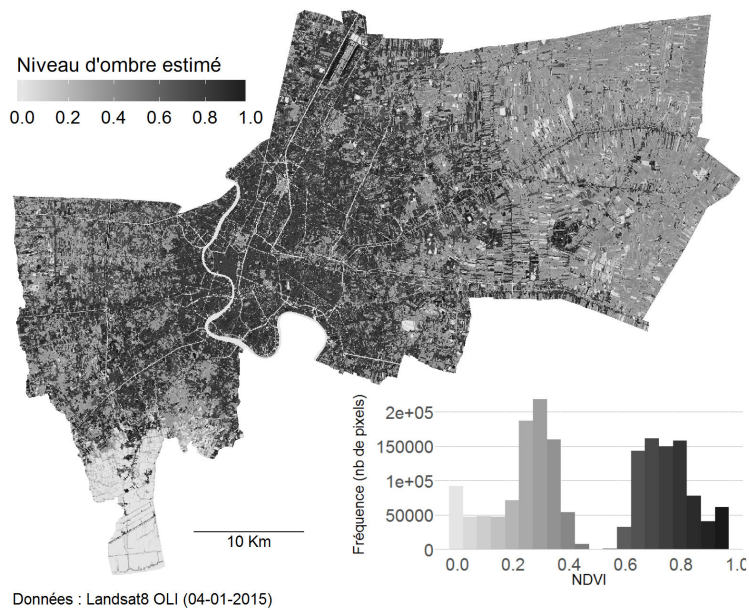 Niveau d'ombre estimé
0.0 0.2 0.4 0.6 0.8 1.0
10 Km
Fréquence (nb de pixels)
2e+05
150000
1e+05
50000
0
0.0 0.2 0.4 0.6 0.8 1.0
NDVI
Données : Landsat8 OLI (04-01-2015)